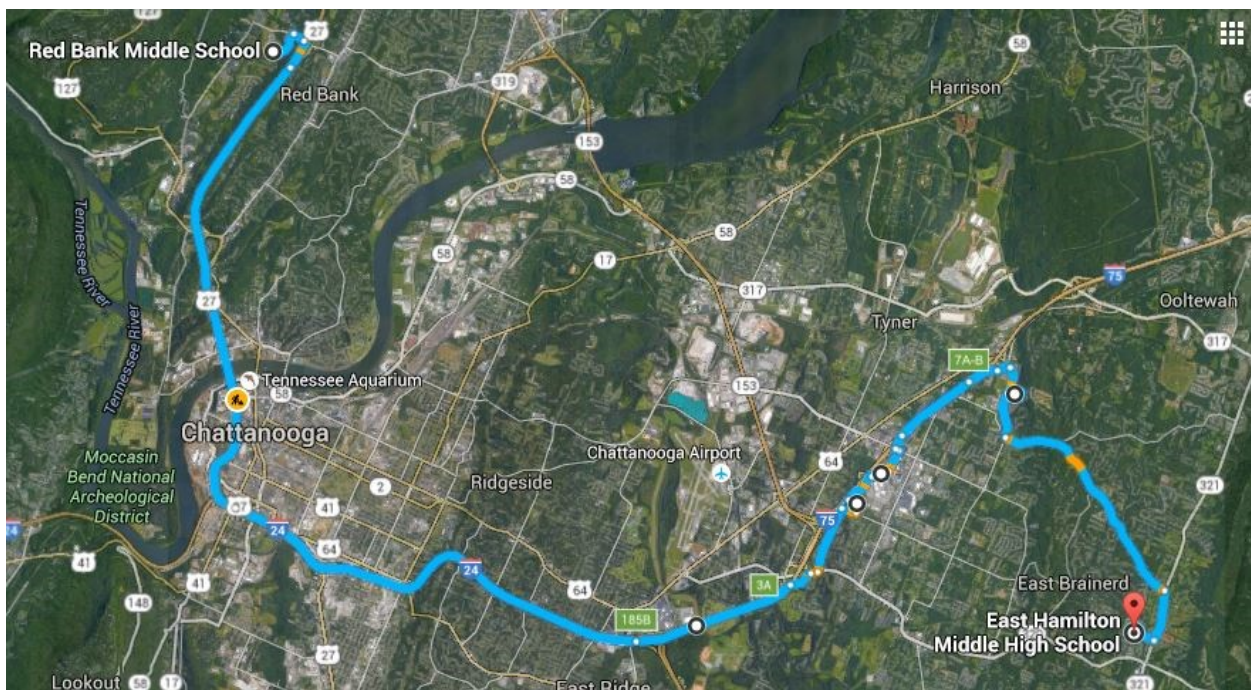 127
27
Red Bank Middle School
58
127
Red Bank
319
Harrison
153
58
58
Tennessee River
Tennessee River
58
17
27
317
75
Ooltewah
Tyner
317
7A-B
Tennessee Aquarium
58
153
Chattanooga
Chattanooga Airport
64
Moccasin
Bend National
Archeological
District
2
Ridgeside
321
41
24
24
75
41
64
24
3A
East Brainerd
41
148
185B
East Hamilton
Middle High School
27
Lookout
58
17
East Ridge
321